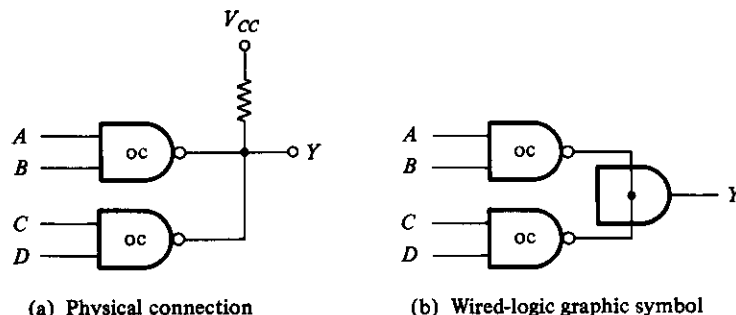 V_CC
A
B
OC
Y
C
D
OC
(a) Physical connection
A
B
OC
C
D
OC
Y
(b) Wired-logic graphic symbol